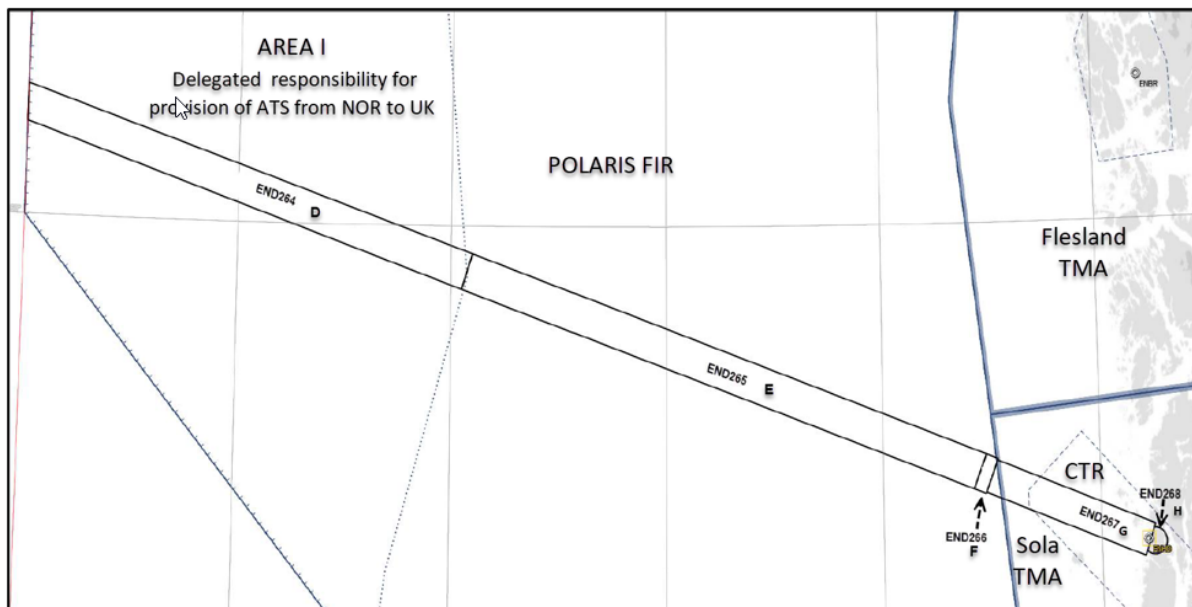 AREA I
Delegated responsibility for
provision of ATS from NOR to UK
ENBR
POLARIS FIR
END264 D
Flesland
TMA
END265 E
CTR
END268
H
END267 G
END266
F
Sola
TMA